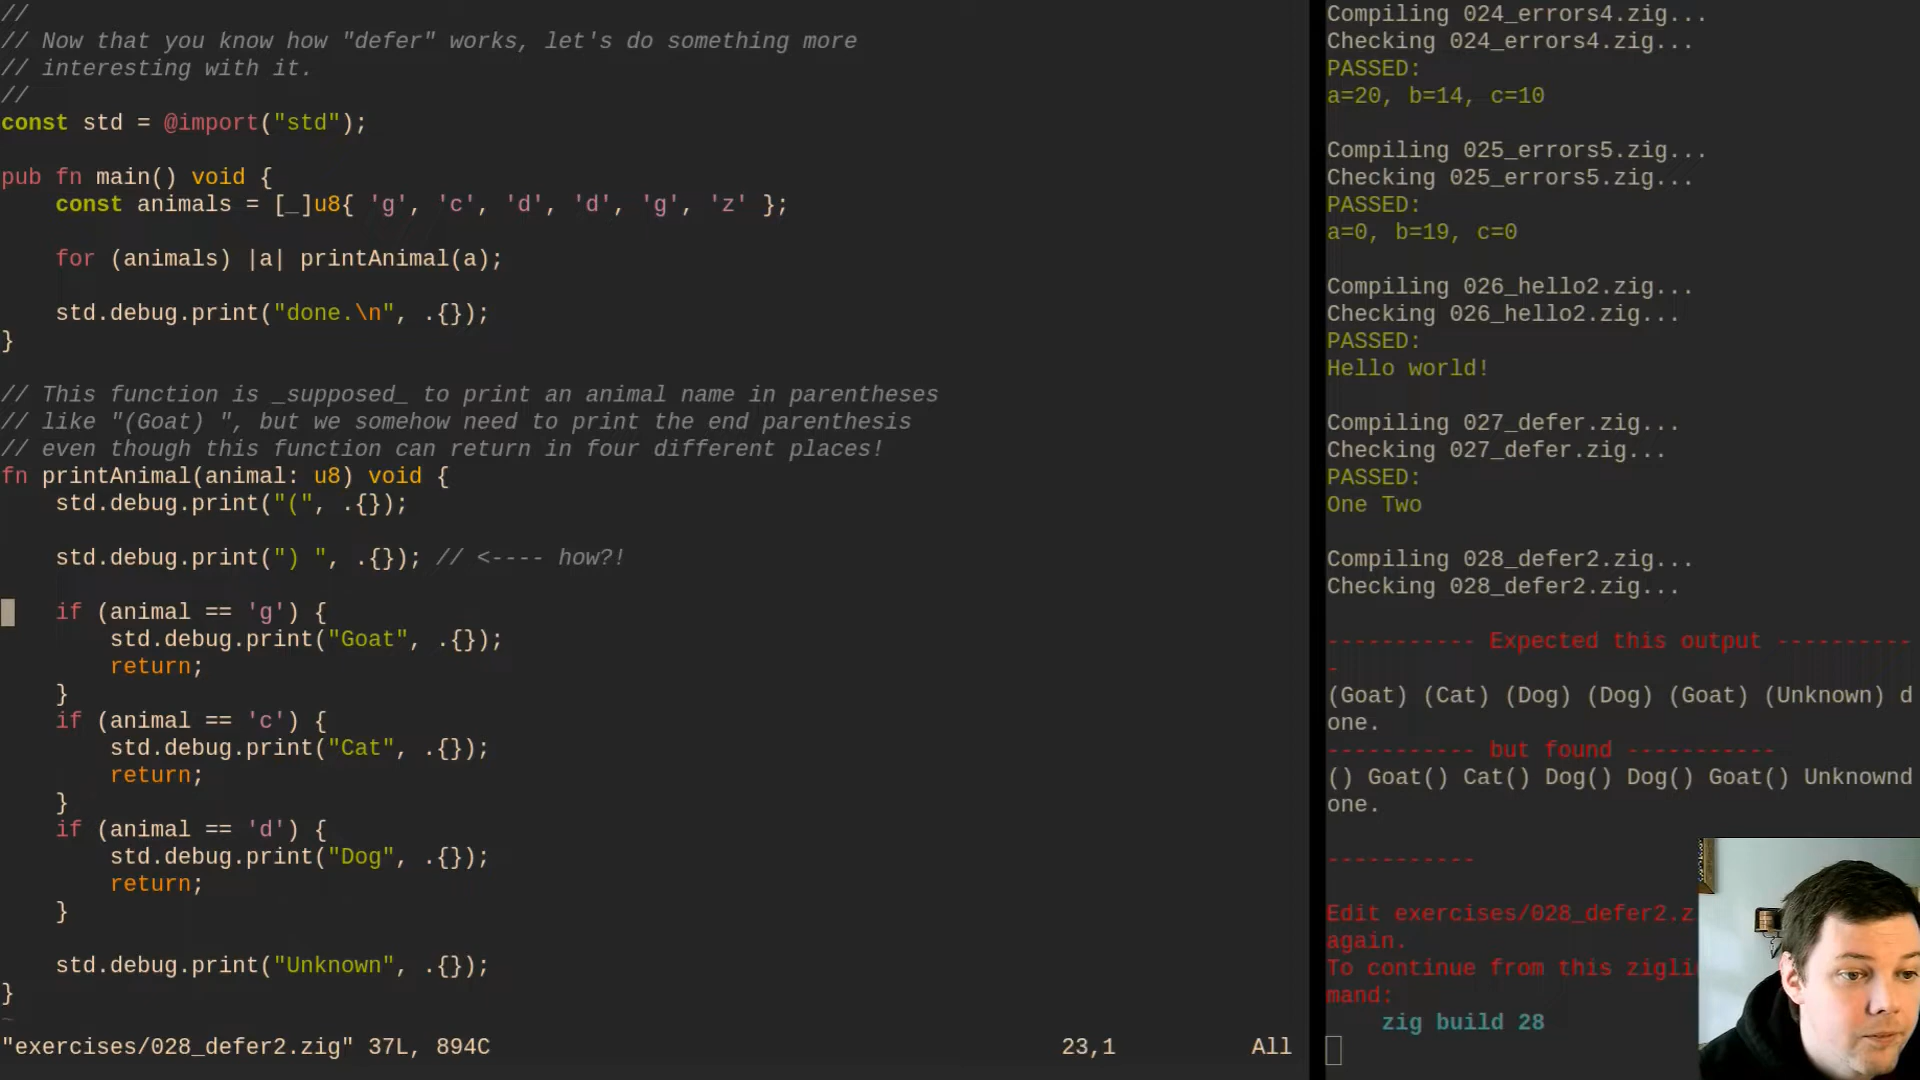 //
// Now that you know how "defer" works, let's do something more
// interesting with it.
//
const std = @import("std");
pub fn main() void {
    const animals = [_]u8{ 'g', 'c', 'd', 'd', 'g', 'z' };
    for (animals) |a| printAnimal(a);
    std.debug.print("done.\n", .{});
}
// This function is _supposed_ to print an animal name in parentheses
// like "(Goat) ", but we somehow need to print the end parenthesis
// even though this function can return in four different places!
fn printAnimal(animal: u8) void {
    std.debug.print("(", .{});
    std.debug.print(") ", .{}); // <---- how?!
    if (animal == 'g') {
        std.debug.print("Goat", .{});
        return;
    }
    if (animal == 'c') {
        std.debug.print("Cat", .{});
        return;
    }
    if (animal == 'd') {
        std.debug.print("Dog", .{});
        return;
    }
    std.debug.print("Unknown", .{});
}
~
"exercises/028_defer2.zig" 37L, 894C 23,1 All
Compiling 024_errors4.zig...
Checking 024_errors4.zig...
PASSED:
a=20, b=14, c=10
Compiling 025_errors5.zig...
Checking 025_errors5.zig...
PASSED:
a=0, b=19, c=0
Compiling 026_hello2.zig...
Checking 026_hello2.zig...
PASSED:
Hello world!
Compiling 027_defer.zig...
Checking 027_defer.zig...
PASSED:
One Two
Compiling 028_defer2.zig...
Checking 028_defer2.zig...
----------- Expected this output ----------
-
(Goat) (Cat) (Dog) (Dog) (Goat) (Unknown) d
one.
----------- but found -----------
() Goat() Cat() Dog() Dog() Goat() Unknownd
one.
-----------
Edit exercises/028_defer2.z
again.
To continue from this zigli
mand:
zig build 28